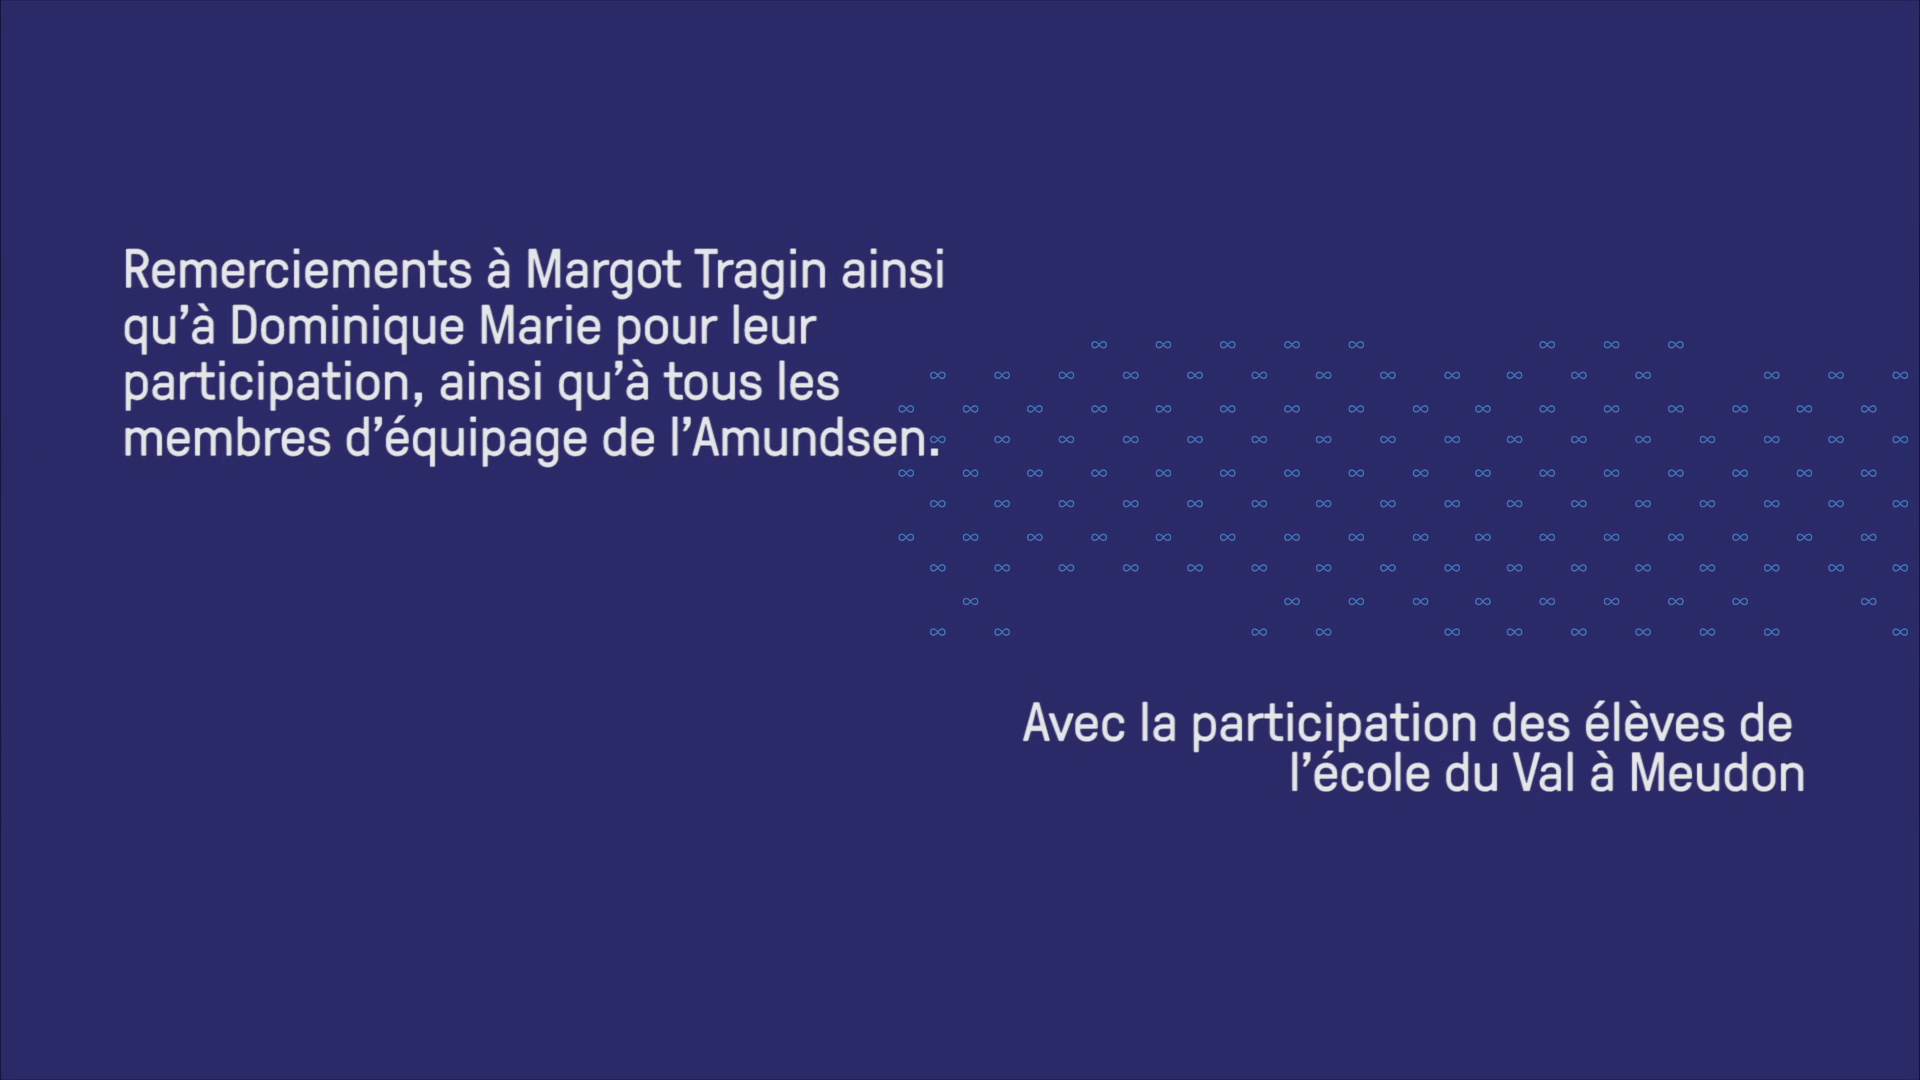 Remerciements à Margot Tragin ainsi
qu’à Dominique Marie pour leur
participation, ainsi qu’à tous les
membres d’équipage de l’Amundsen.
Avec la participation des élèves de
l’école du Val à Meudon